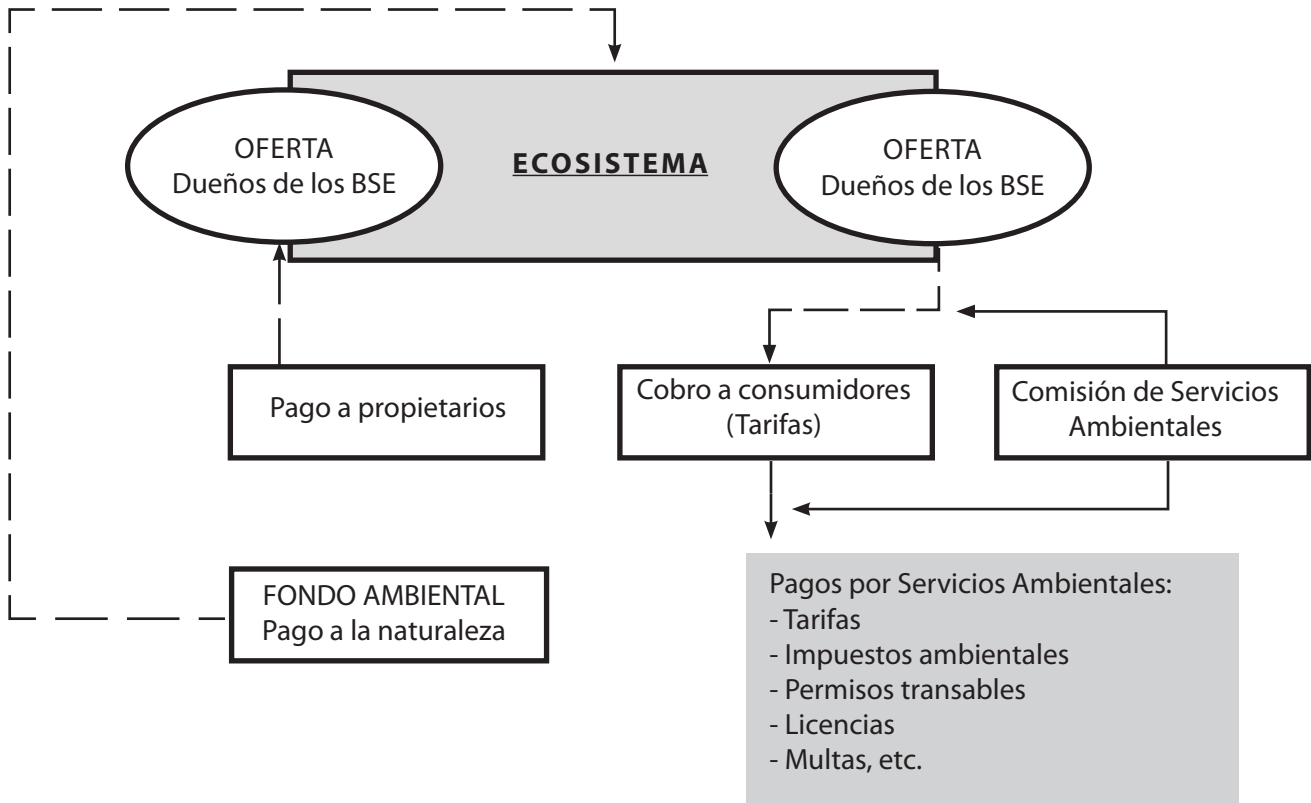 OFERTA
Dueños de los BSE
ECOSISTEMA
OFERTA
Dueños de los BSE
Pago a propietarios
Cobro a consumidores
(Tarifas)
Comisión de Servicios
Ambientales
FONDO AMBIENTAL
Pago a la naturaleza
Pagos por Servicios Ambientales:
- Tarifas
- Impuestos ambientales
- Permisos transables
- Licencias
- Multas, etc.